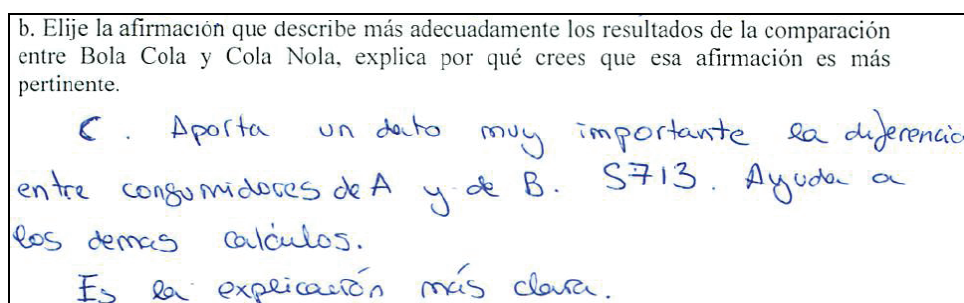 b. Elije la afirmación que describe más adecuadamente los resultados de la comparación
entre Bola Cola y Cola Nola, explica por qué crees que esa afirmación es más
pertinente.
C. Aporta un dato muy importante la diferencia
entre consumidores de A y de B. 5713. Ayuda a
los demas calculos.
Es la explicación más clara.